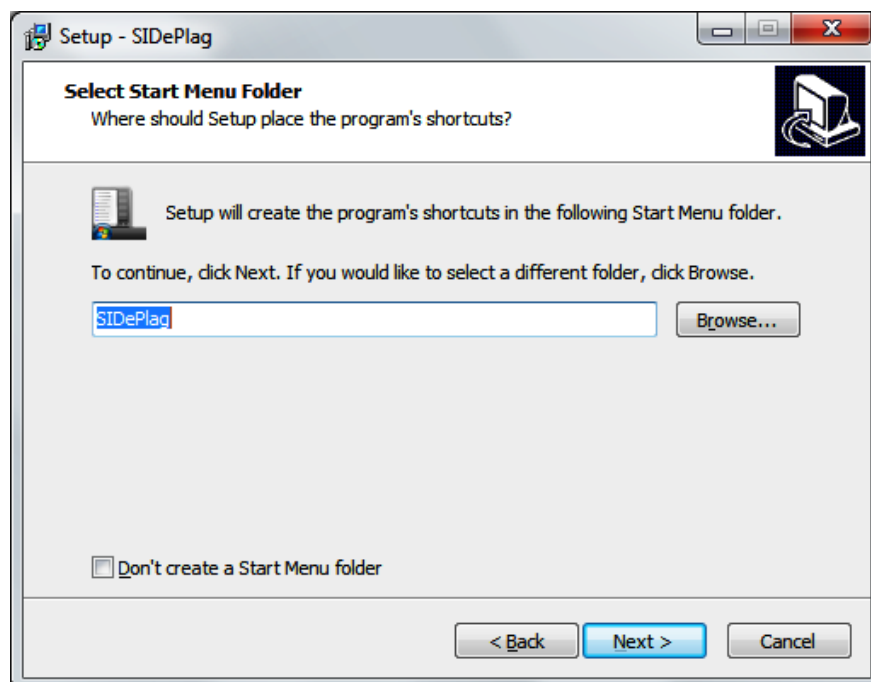 Setup - SIDePlag
Select Start Menu Folder
Where should Setup place the program's shortcuts?
Setup will create the program's shortcuts in the following Start Menu folder.
To continue, click Next. If you would like to select a different folder, click Browse.
SIDePlag
Browse...
Don't create a Start Menu folder
< Back
Next >
Cancel